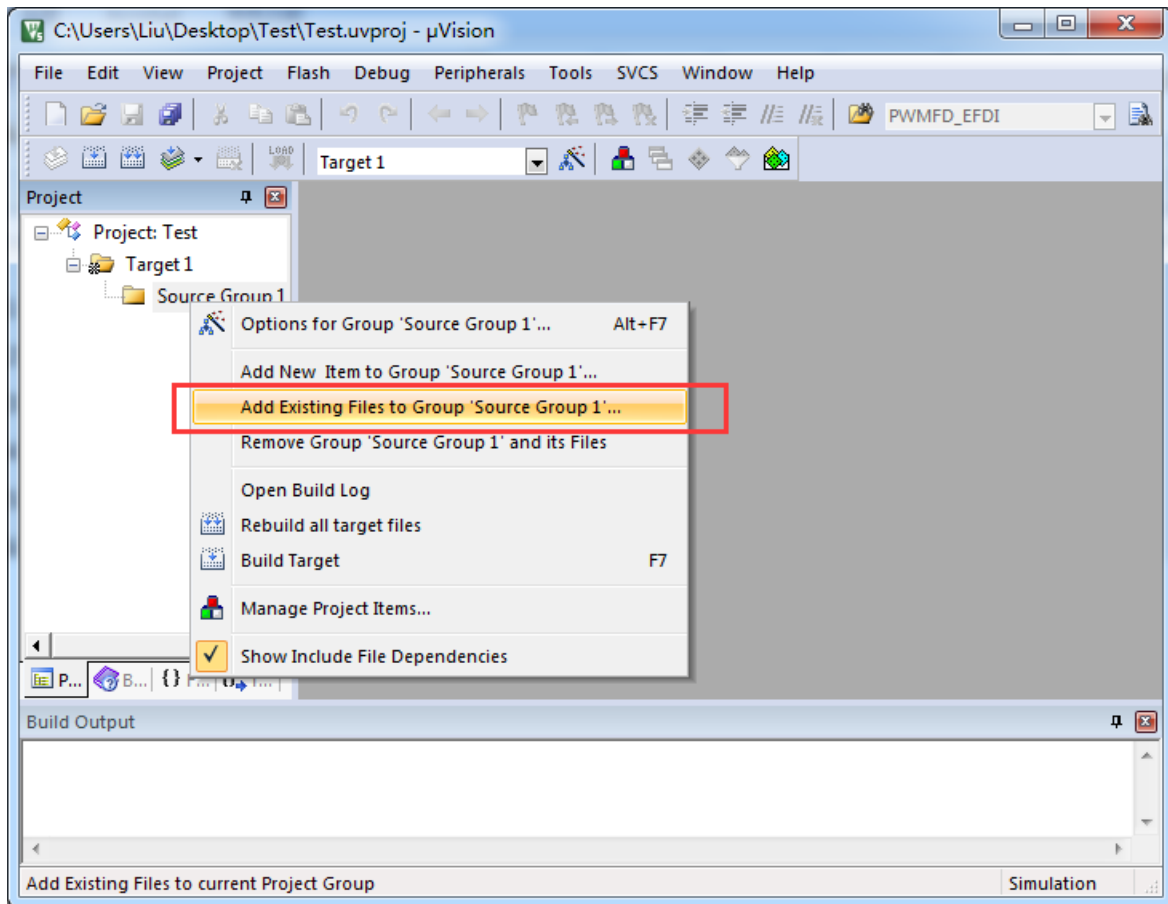 C:\Users\Liu\Desktop\Test\Test.uvproj - µVision
File Edit View Project Flash Debug Peripherals Tools SVCS Window Help
PWMFD_EFDI
LOAD
Target 1
Project
Project: Test
Target 1
Source Group 1
Options for Group 'Source Group 1'... Alt+F7
Add New Item to Group 'Source Group 1'...
Add Existing Files to Group 'Source Group 1'...
Remove Group 'Source Group 1' and its Files
Open Build Log
Rebuild all target files
Build Target F7
Manage Project Items...
Show Include File Dependencies
P... B... {}
Build Output
Add Existing Files to current Project Group Simulation